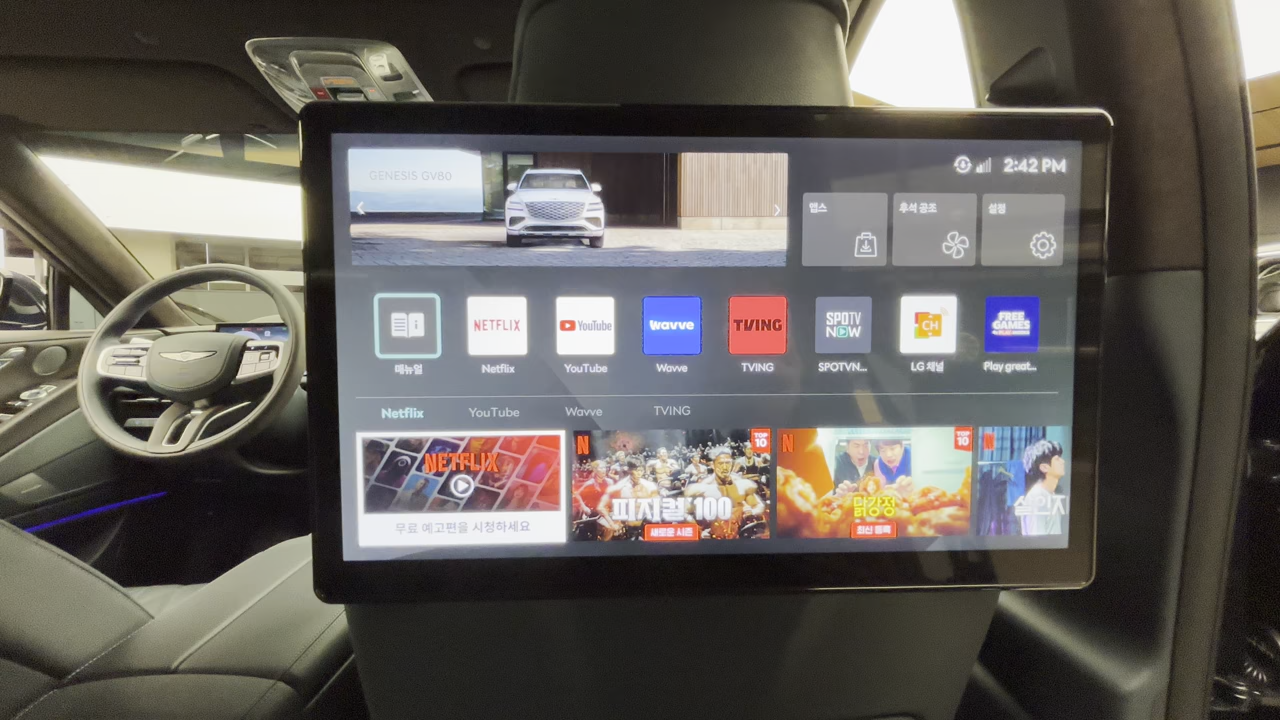 GENESIS GV80
2:42 PM
앱스
후석 공조
설정
NETFLIX
YouTube
wavve
TVING
SPOTV
NOW
CH
FREE
GAMES
매뉴얼
Netflix
YouTube
Wavve
TVING
SPOTVN...
LG 채널
Play great...
Netflix
YouTube
Wavve
TVING
NETFLIX
무료 예고편을 시청하세요
N
TOP
10
피지컬:100
새로운 시즌
N
TOP
10
닭강정
최신 등록
N
살인자